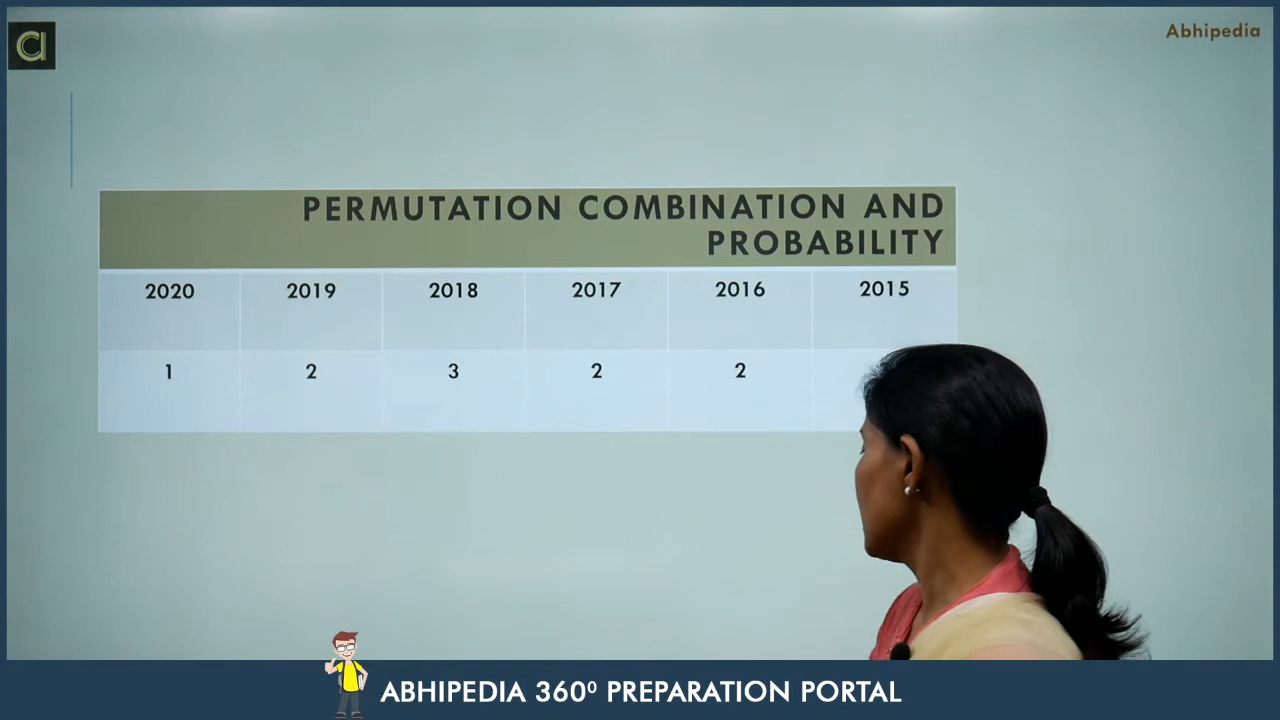 Abhipedia
PERMUTATION COMBINATION AND
PROBABILITY
2020 2019 2018 2017 2016 2015
1 2 3 2 2
ABHIPEDIA 360⁰ PREPARATION PORTAL